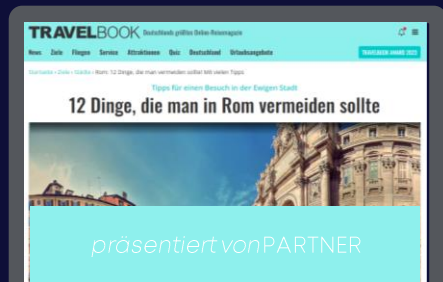 TRAVELBOOK Deutschlands größtes Online-Reisemagazin
News Ziele Fliegen Service Attraktionen Quiz Deutschland Urlaubsangebote TRAVELBOOK AWARD 2023
Startseite › Ziele › Städte › Rom: 12 Dinge, die man vermeiden sollte! Mit vielen Tipps
Tipps für einen Besuch in der Ewigen Stadt
12 Dinge, die man in Rom vermeiden sollte
präsentiert von PARTNER